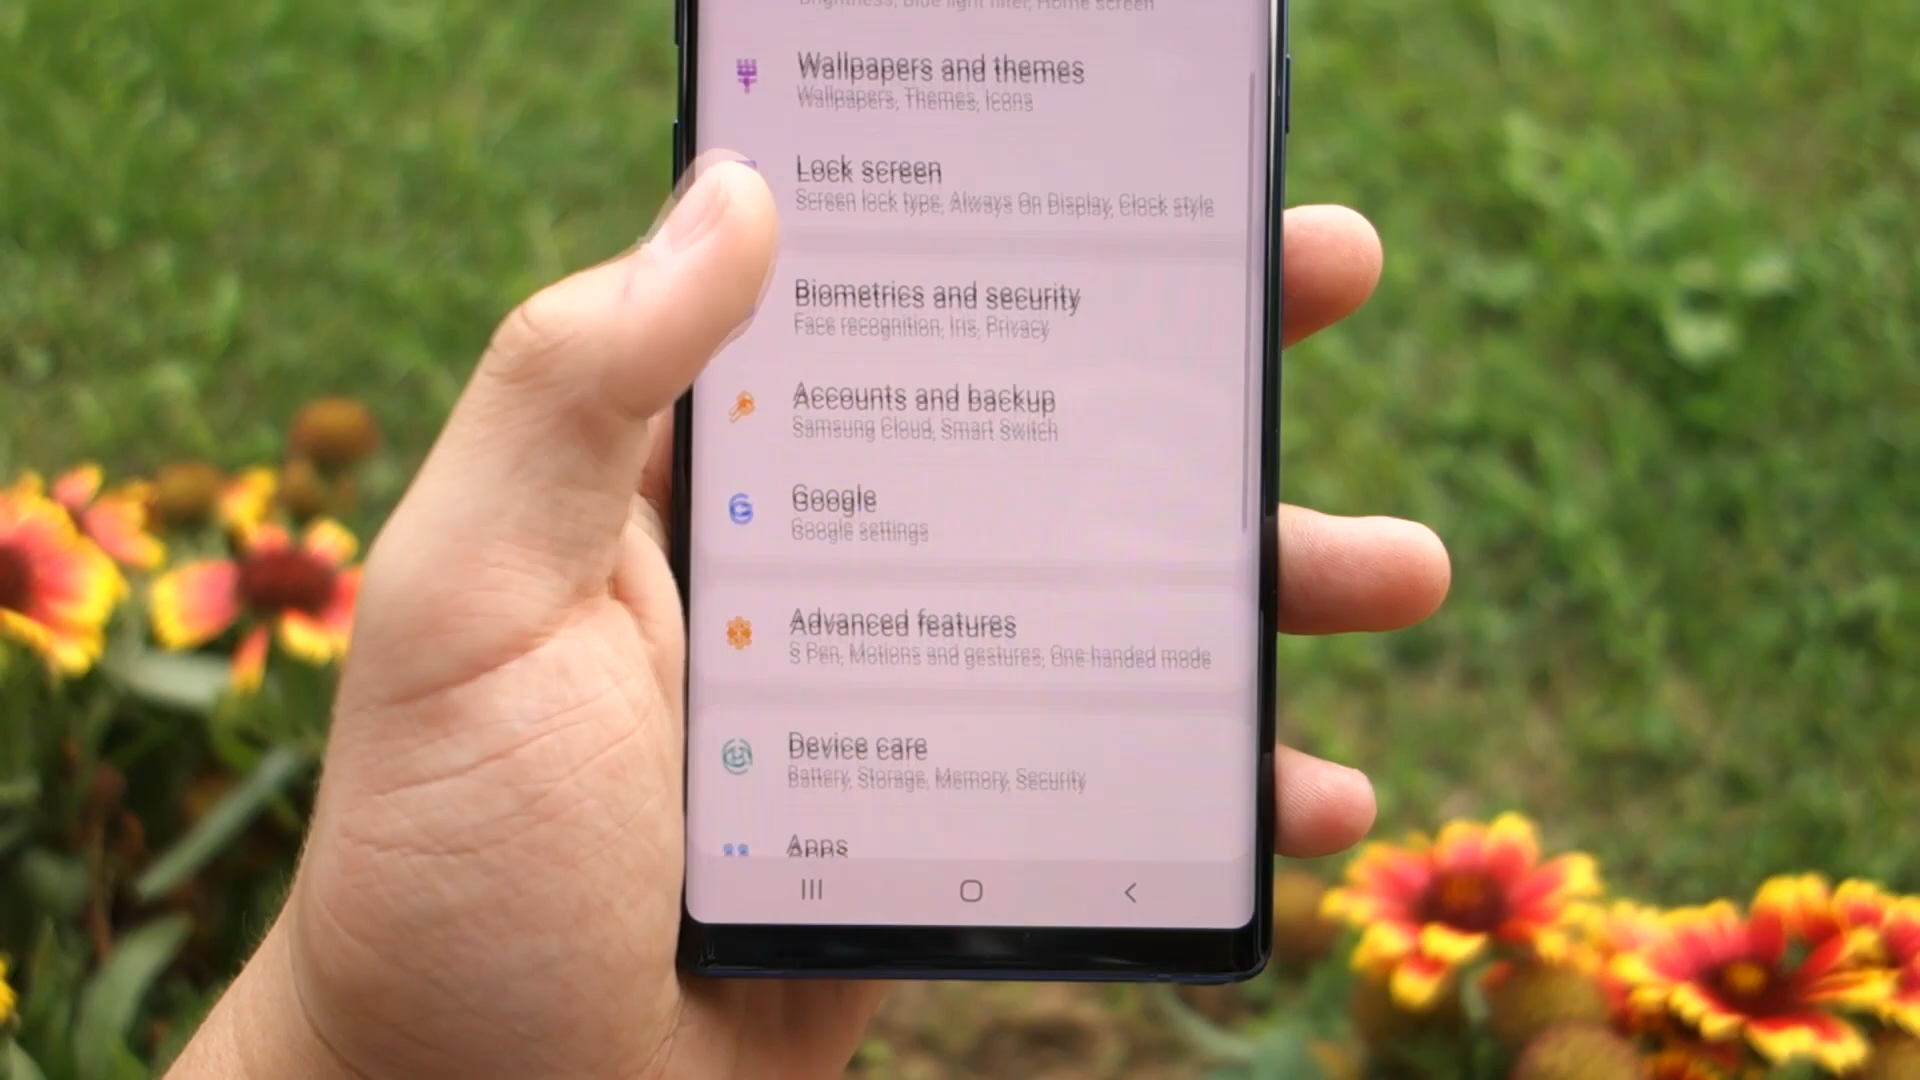 Brightness, Blue light filter, Home screen
Wallpapers and themes
Wallpapers, Themes, Icons
Lock screen
Screen lock type, Always On Display, Clock style
Biometrics and security
Face recognition, Iris, Privacy
Accounts and backup
Samsung Cloud, Smart Switch
Google
Google settings
Advanced features
S Pen, Motions and gestures, One-handed mode
Device care
Battery, Storage, Memory, Security
Apps